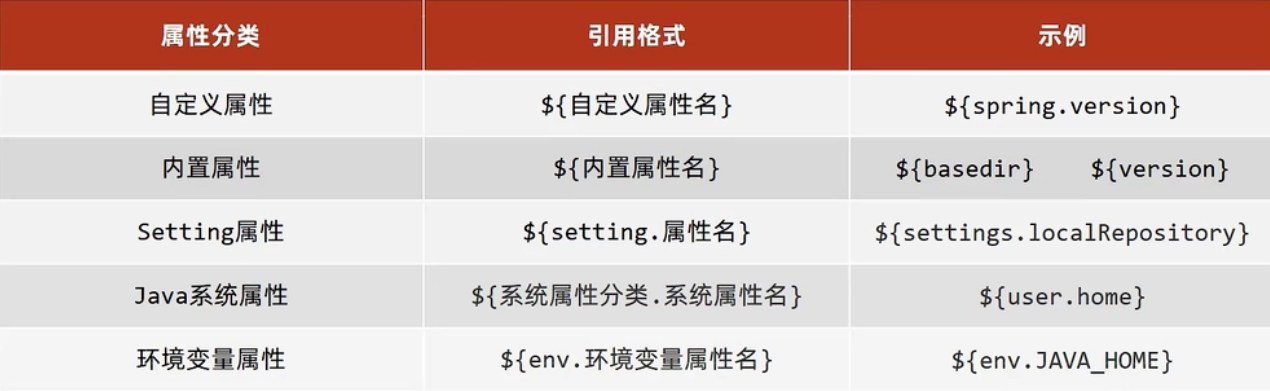 属性分类 引用格式 示例
自定义属性 ${自定义属性名} ${spring.version}
内置属性 ${内置属性名} ${basedir} ${version}
Setting属性 ${setting.属性名} ${settings.localRepository}
Java系统属性 ${系统属性分类.系统属性名} ${user.home}
环境变量属性 ${env.环境变量属性名} ${env.JAVA_HOME}